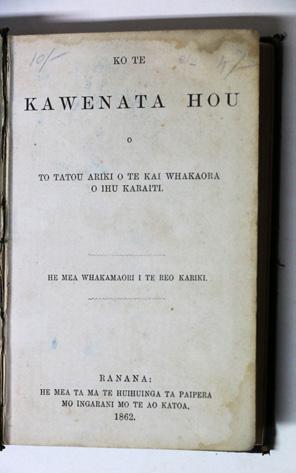 10/-
KO TE
KAWENATA HOU
O
TO TATOU ARIKI O TE KAI WHAKAORA
O IHU KARAITI.
HE MEA WHAKAMAORI I TE REO KARIKI.
RANANA:
HE MEA TA MA TE HUIHUINGA TA PAIPERA
MO INGARANI MO TE AO KATOA,
1862.